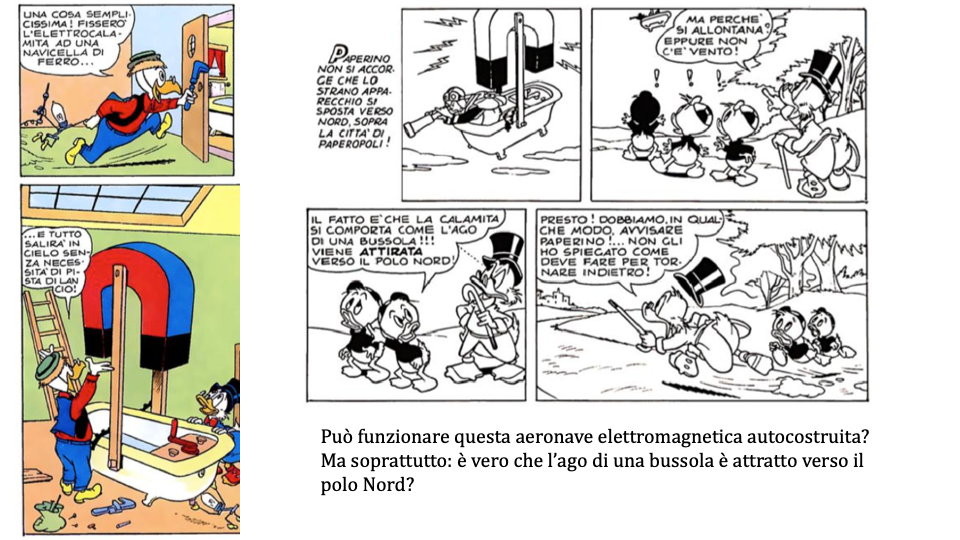 UNA COSA SEMPLI-
CISSIMA! FISSERÒ
L'ELETTROCALA-
MITA AD UNA
NAVICELLA DI
FERRO...
...E TUTTO
SALIRA' IN
CIELO SEN-
ZA NECES-
SITA' DI PI-
STA DI LAN
CIO!
PAPERINO
NON SI ACCOR-
GE CHE LO
STRANO APPA-
RECCHIO SI
SPOSTA VERSO
NORD, SOPRA
LA CITTA' DI
PAPEROPOLI!
MA PERCHE'
SI ALLONTANA?
EPPURE NON
C'E' VENTO!
! ! !
IL FATTO E' CHE LA CALAMITA
SI COMPORTA COME L'AGO
DI UNA BUSSOLA!!!
VIENE ATTIRATA
VERSO IL POLO NORD!
PRESTO! DOBBIAMO, IN QUAL-
CHE MODO, AVVISARE
PAPERINO!... NON GLI
HO SPIEGATO COME
DEVE FARE PER TOR-
NARE INDIETRO!
Può funzionare questa aeronave elettromagnetica autocostruita?
Ma soprattutto: è vero che l'ago di una bussola è attratto verso il
polo Nord?